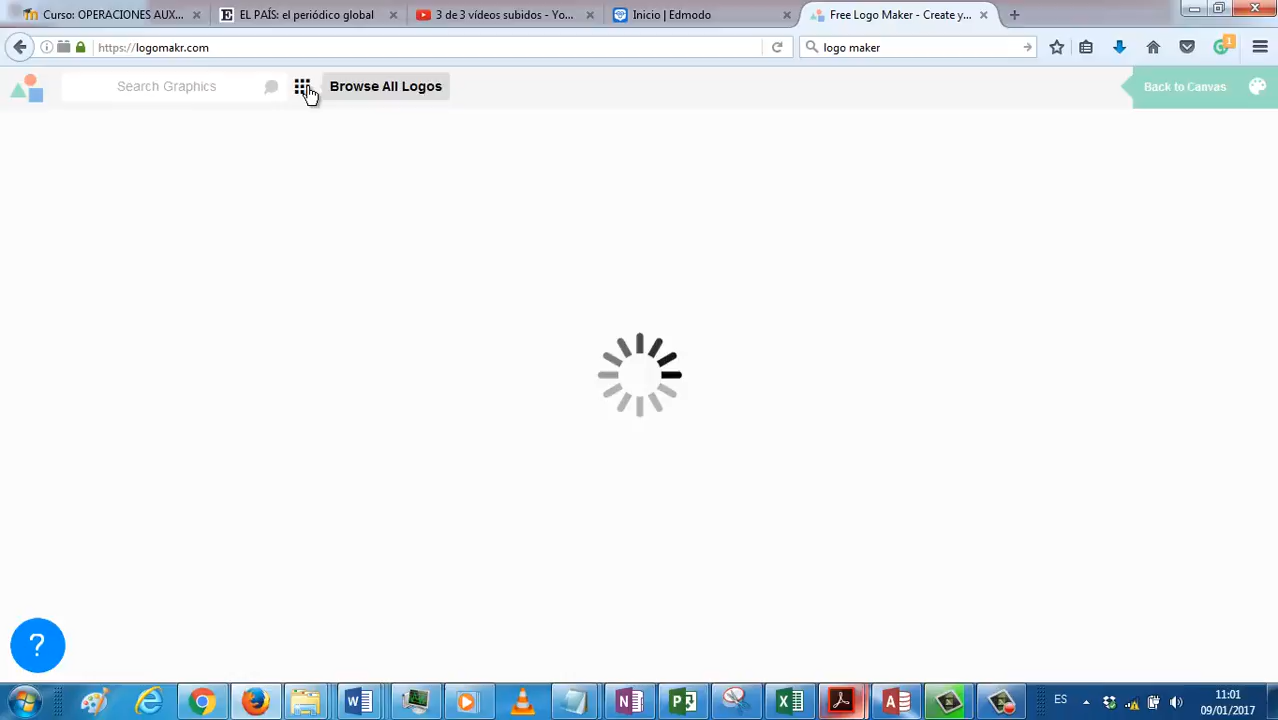 Curso: OPERACIONES AUX...
EL PAÍS: el periódico global
3 de 3 vídeos subidos - Yo...
Inicio | Edmodo
Free Logo Maker - Create y...
https://logomakr.com
logo maker
1
Search Graphics
Browse All Logos
Back to Canvas
?
ES
11:01
09/01/2017